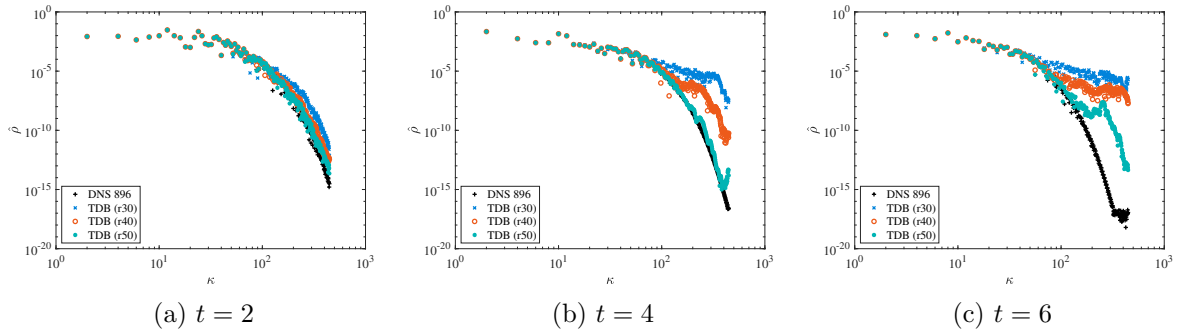 10^0
10^-5
10^-10
10^-15
10^-20
ρ̂
DNS 896
TDB (r30)
TDB (r40)
TDB (r50)
10^0
10^1
10^2
10^3
κ
(a) t = 2
10^0
10^-5
10^-10
10^-15
10^-20
ρ̂
DNS 896
TDB (r30)
TDB (r40)
TDB (r50)
10^0
10^1
10^2
10^3
κ
(b) t = 4
10^0
10^-5
10^-10
10^-15
10^-20
ρ̂
DNS 896
TDB (r30)
TDB (r40)
TDB (r50)
10^0
10^1
10^2
10^3
κ
(c) t = 6